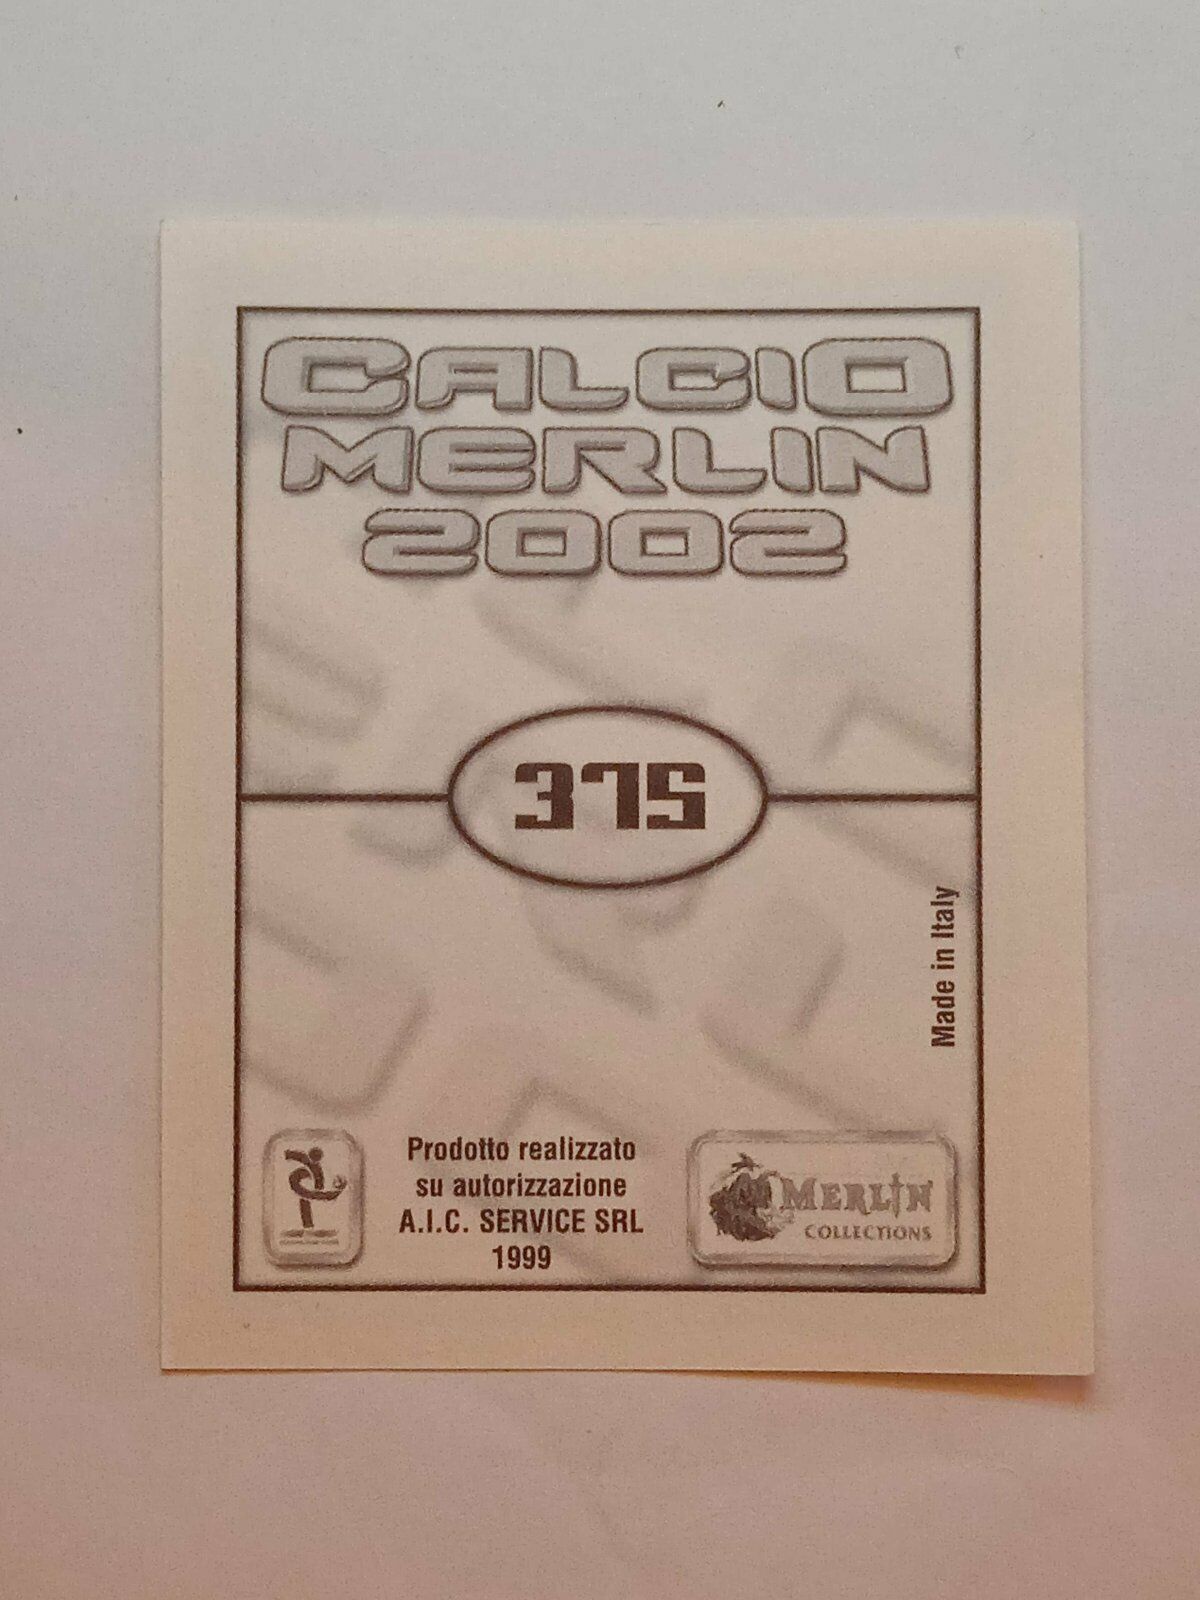 CALCIO
MERLIN
2002
375
Made in Italy
Prodotto realizzato
su autorizzazione
A.I.C. SERVICE SRL
1999
MERLIN
COLLECTIONS